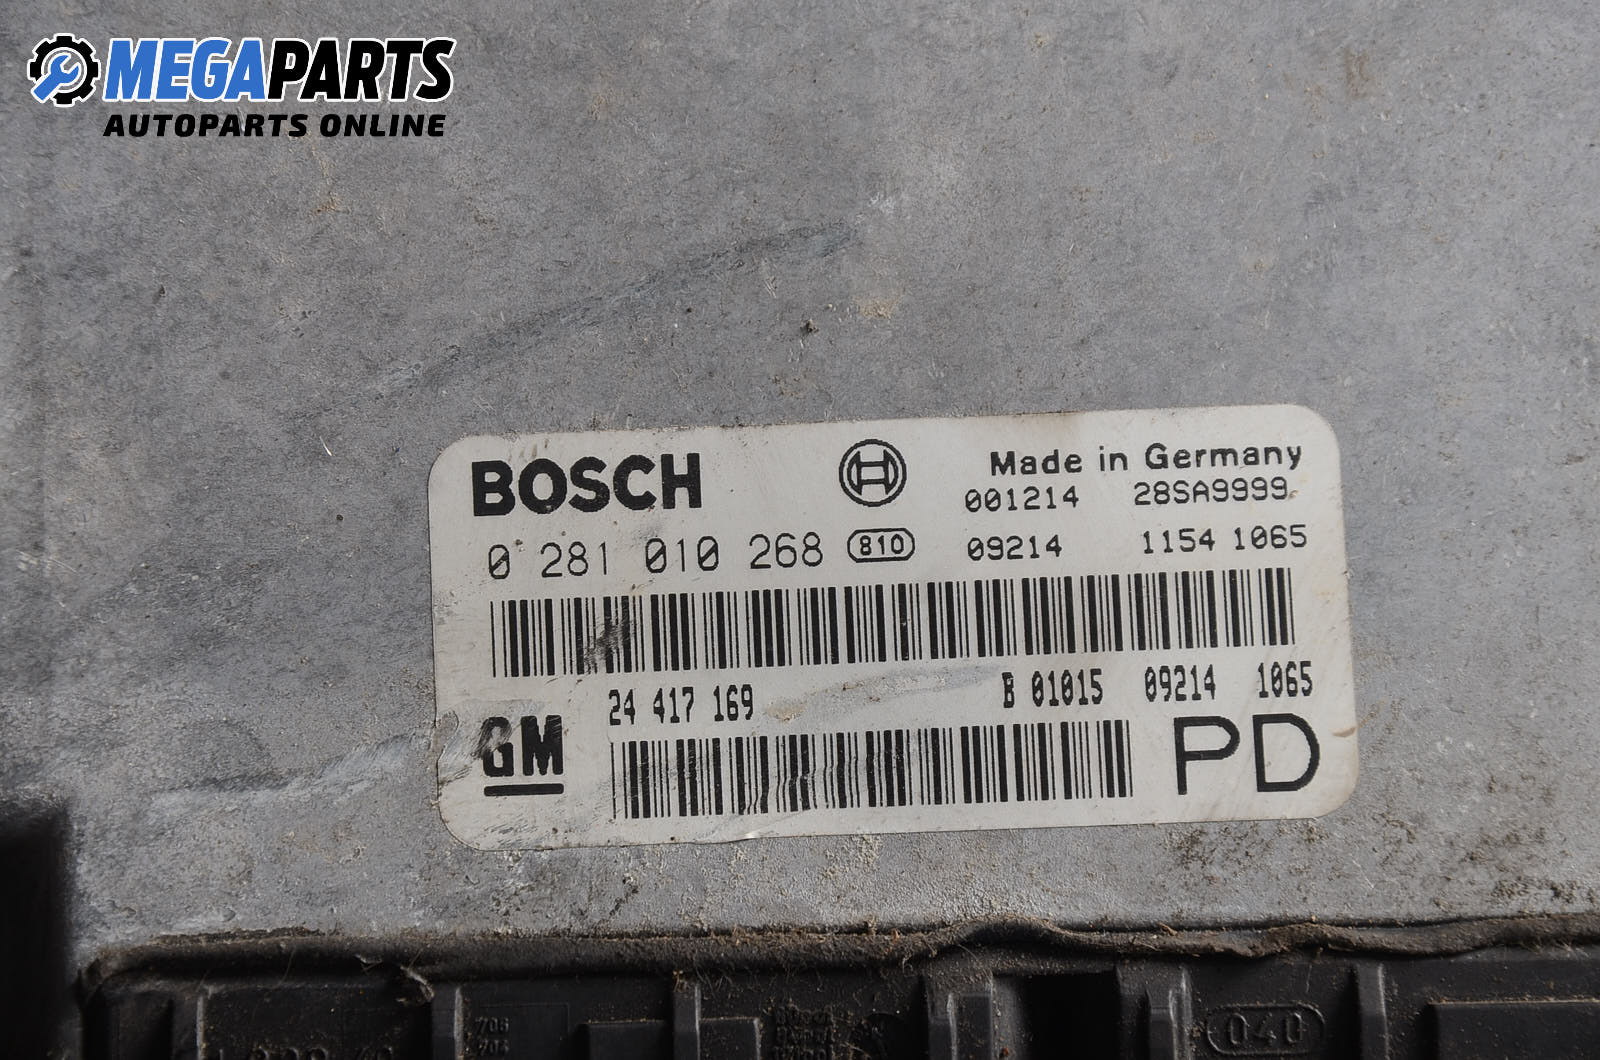 MEGAPARTS
AUTOPARTS ONLINE
BOSCH
Made in Germany
001214 28SA9999
0 281 010 268 810 09214 1154 1065
24 417 169 B 01015 09214 1065
GM PD
706
040